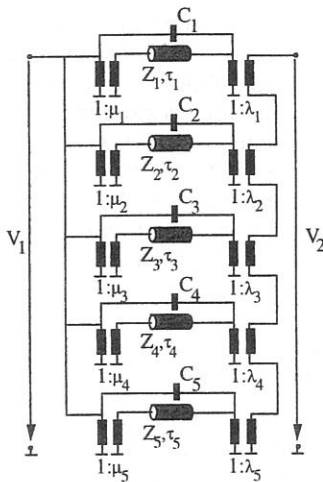 C₁
Z₁,τ₁
1:μ₁ 1:λ₁
C₂
Z₂,τ₂
1:μ₂ 1:λ₂
V₁ V₂
C₃
Z₃,τ₃
1:μ₃ 1:λ₃
C₄
Z₄,τ₄
1:μ₄ 1:λ₄
C₅
Z₅,τ₅
1:μ₅ 1:λ₅